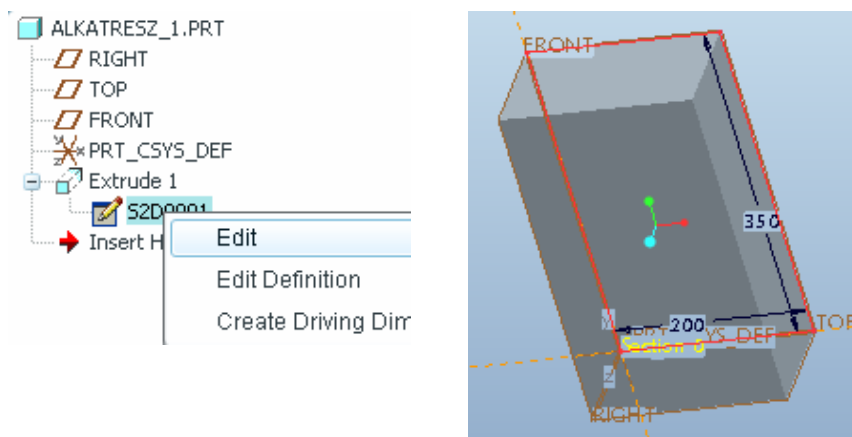 ALKATRESZ_1.PRT
RIGHT
TOP
FRONT
PRT_CSYS_DEF
Extrude 1
S2D0001
Insert H
Edit
Edit Definition
Create Driving Dim
FRONT
350
200
YS_DEF
TOP
Section
Z
RIGHT